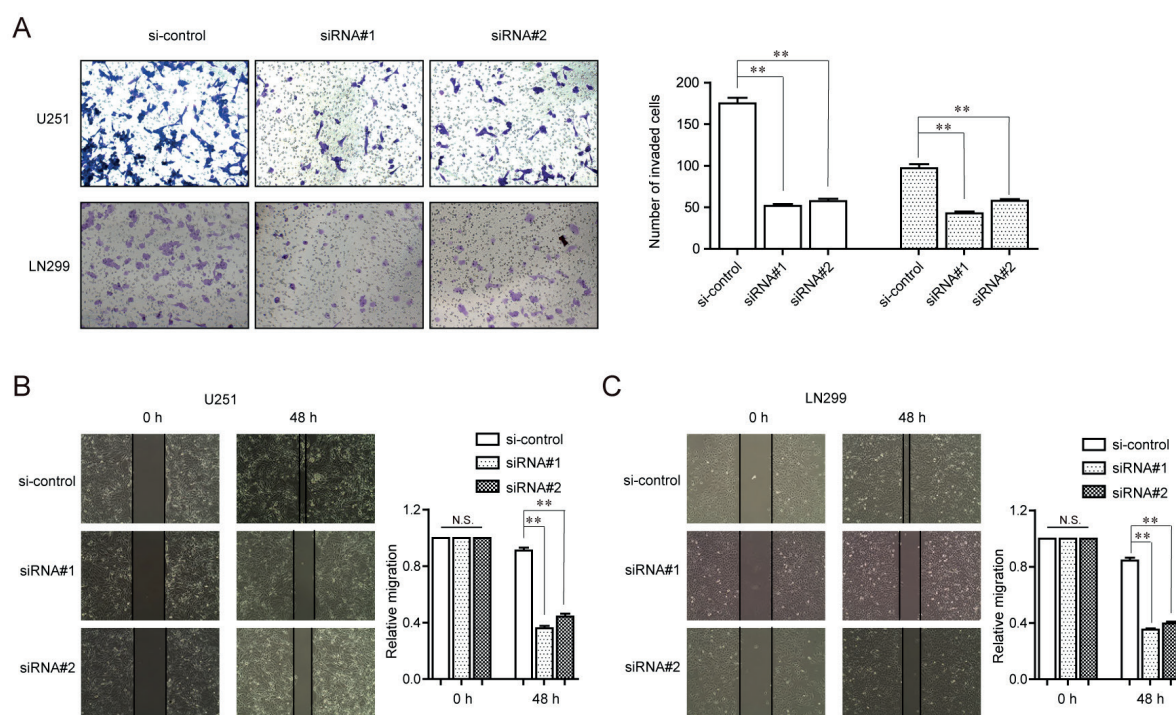 A
si-control
siRNA#1
siRNA#2
U251
LN299
Number of invaded cells
200
150
100
50
0
**
**
**
**
si-control
siRNA#1
siRNA#2
si-control
siRNA#1
siRNA#2
B
U251
0 h
48 h
si-control
siRNA#1
siRNA#2
si-control
siRNA#1
siRNA#2
Relative migration
1.2
0.8
0.4
0.0
N.S.
**
**
0 h
48 h
C
LN299
0 h
48 h
si-control
siRNA#1
siRNA#2
si-control
siRNA#1
siRNA#2
Relative migration
1.2
0.8
0.4
0.0
N.S.
**
**
0 h
48 h